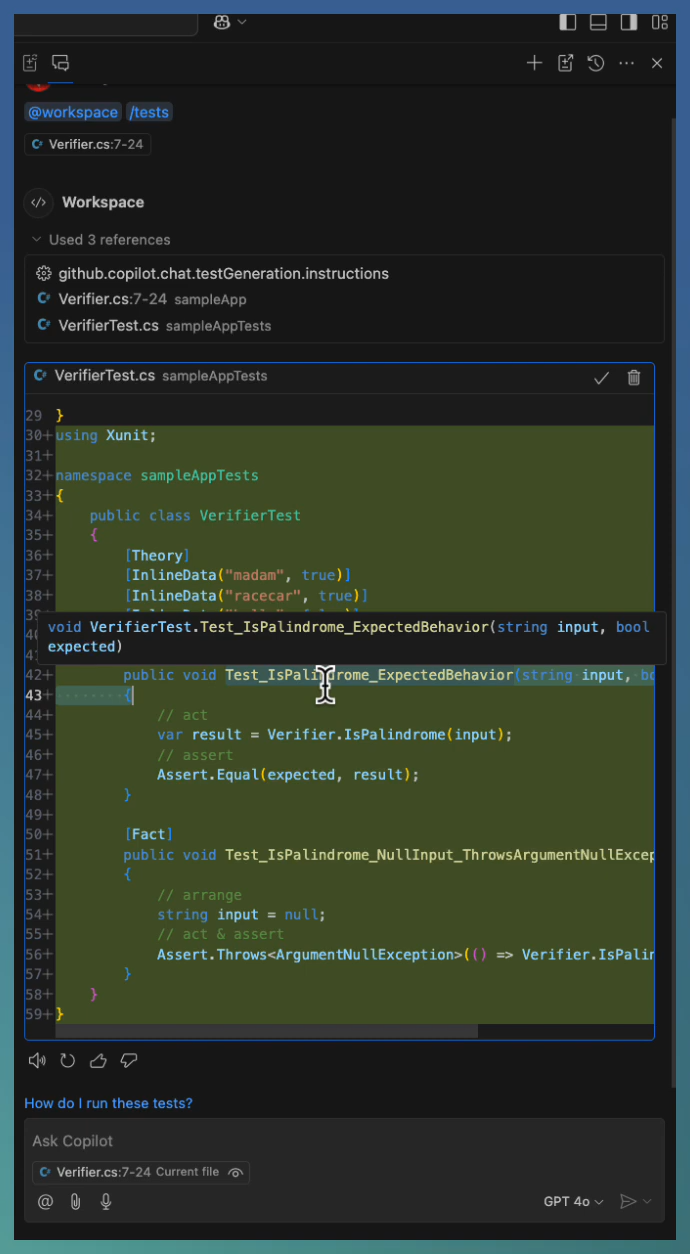 @workspace /tests
Verifier.cs:7-24
Workspace
Used 3 references
github.copilot.chat.testGeneration.instructions
Verifier.cs:7-24 sampleApp
VerifierTest.cs sampleAppTests
VerifierTest.cs sampleAppTests
29 }
30+ using Xunit;
31+
32+ namespace sampleAppTests
33+ {
34+ public class VerifierTest
35+ {
36+ [Theory]
37+ [InlineData("madam", true)]
38+ [InlineData("racecar", true)]
void VerifierTest.Test_IsPalindrome_ExpectedBehavior(string input, bool
expected)
42+ public void Test_IsPalindrome_ExpectedBehavior(string input, bo
43+ {
44+ // act
45+ var result = Verifier.IsPalindrome(input);
46+ // assert
47+ Assert.Equal(expected, result);
48+ }
49+
50+ [Fact]
51+ public void Test_IsPalindrome_NullInput_ThrowsArgumentNullExcep
52+ {
53+ // arrange
54+ string input = null;
55+ // act & assert
56+ Assert.Throws<ArgumentNullException>(() => Verifier.IsPalin
57+ }
58+ }
59+ }
How do I run these tests?
Ask Copilot
Verifier.cs:7-24 Current file
GPT 4o